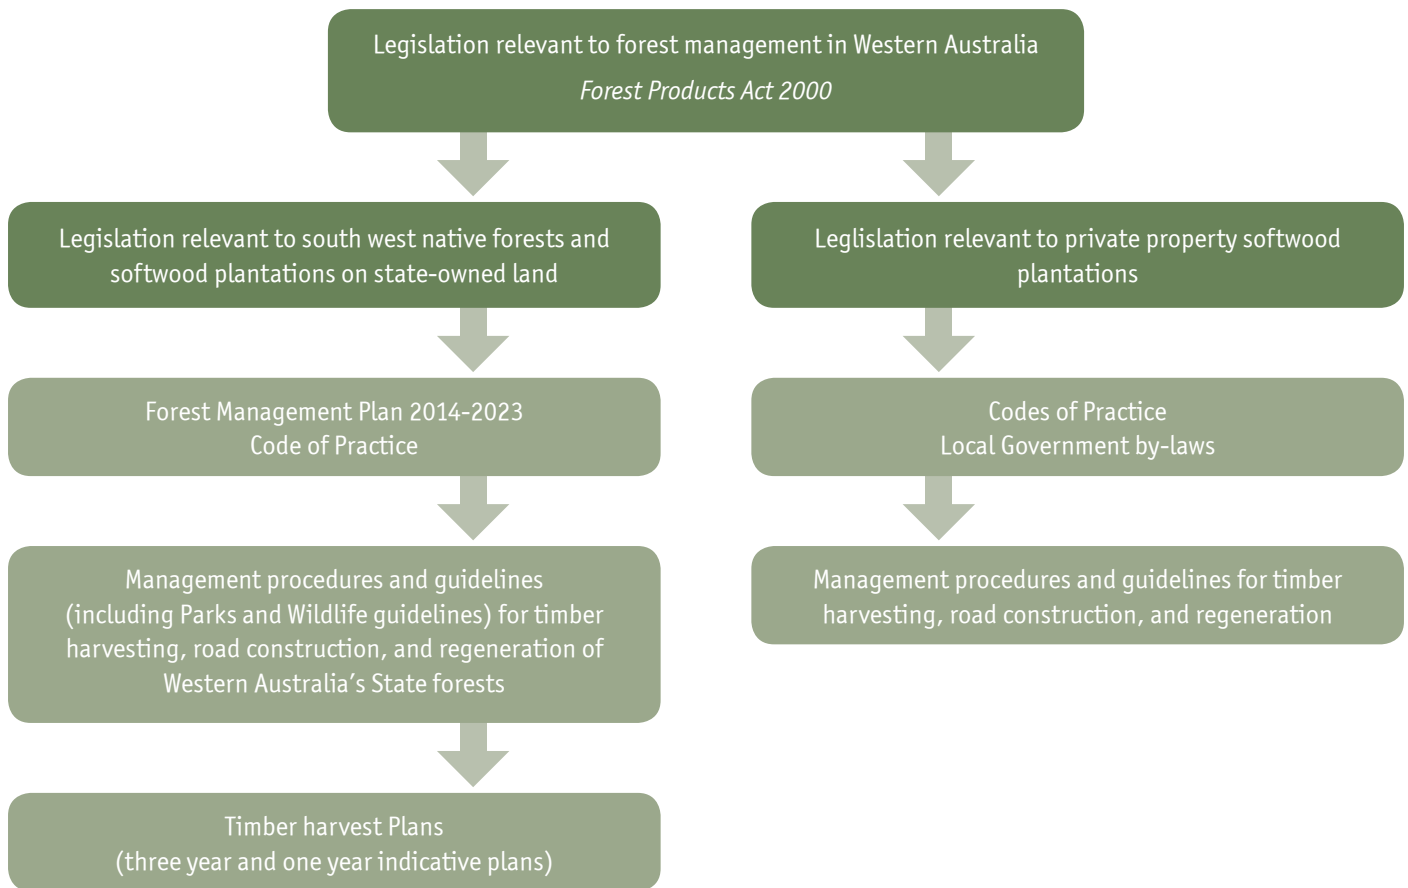 Legislation relevant to forest management in Western Australia
Forest Products Act 2000
Legislation relevant to south west native forests and
softwood plantations on state-owned land
Leglislation relevant to private property softwood
plantations
Forest Management Plan 2014-2023
Code of Practice
Codes of Practice
Local Government by-laws
Management procedures and guidelines
(including Parks and Wildlife guidelines) for timber
harvesting, road construction, and regeneration of
Western Australia’s State forests
Management procedures and guidelines for timber
harvesting, road construction, and regeneration
Timber harvest Plans
(three year and one year indicative plans)